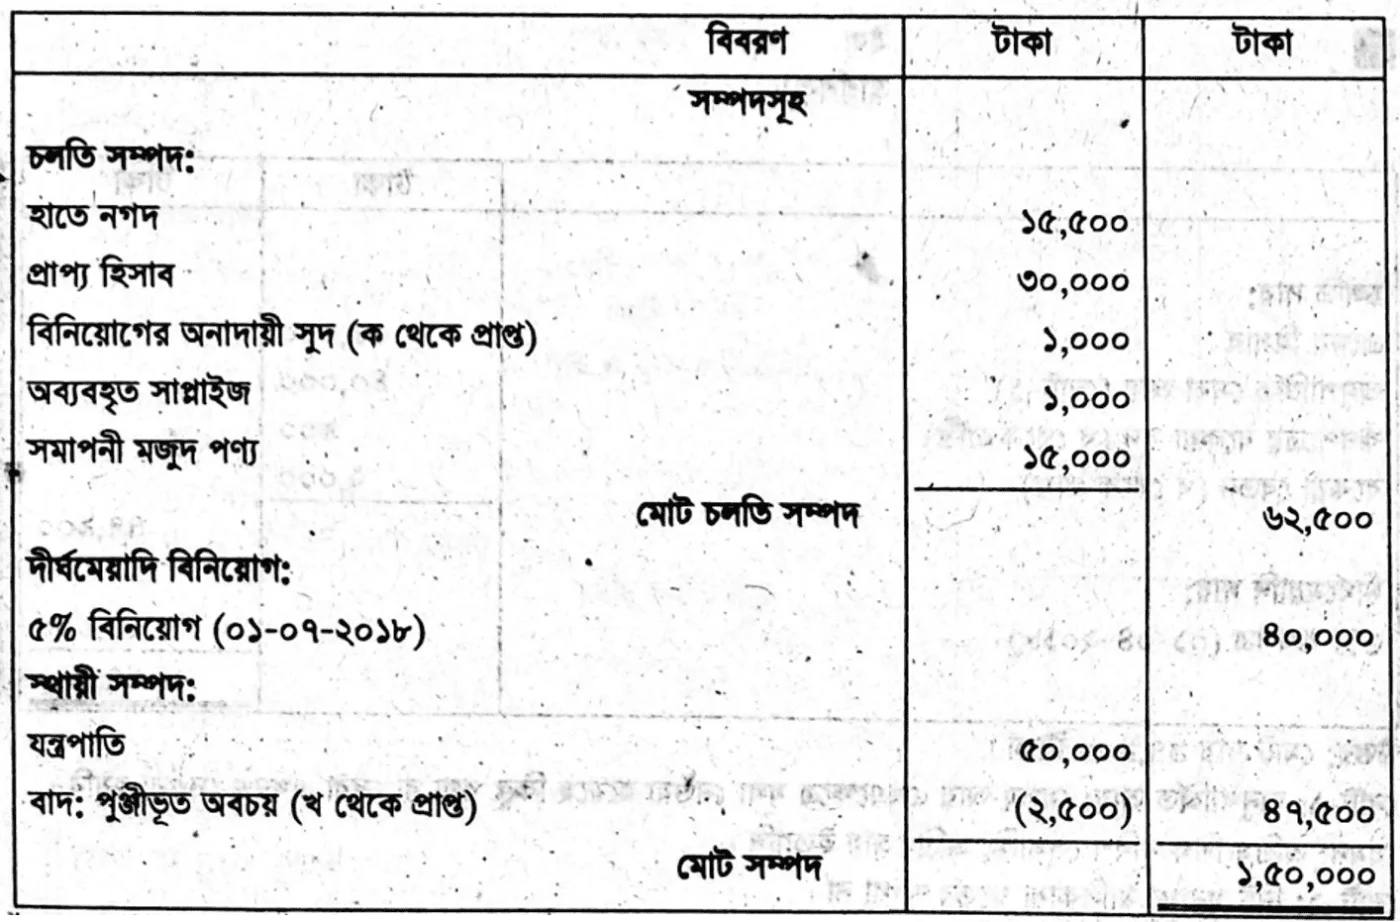 বিবরণ টাকা টাকা
সম্পদসূহ
চলতি সম্পদ:
হাতে নগদ ১৫,৫০০
প্রাপ্য হিসাব ৩০,০০০
বিনিয়োগের অনাদায়ী সুদ (ক থেকে প্রাপ্ত) ১,০০০
অব্যবহৃত সাপ্লাইজ ১,০০০
সমাপনী মজুদ পণ্য ১৫,০০০
মোট চলতি সম্পদ ৬২,৫০০
দীর্ঘমেয়াদি বিনিয়োগ:
৫% বিনিয়োগ (০১-০৭-২০১৮) ৪০,০০০
স্থায়ী সম্পদ:
যন্ত্রপাতি ৫০,০০০
বাদ: পুঞ্জীভূত অবচয় (খ থেকে প্রাপ্ত) (২,৫০০) ৪৭,৫০০
মোট সম্পদ ১,৫০,০০০